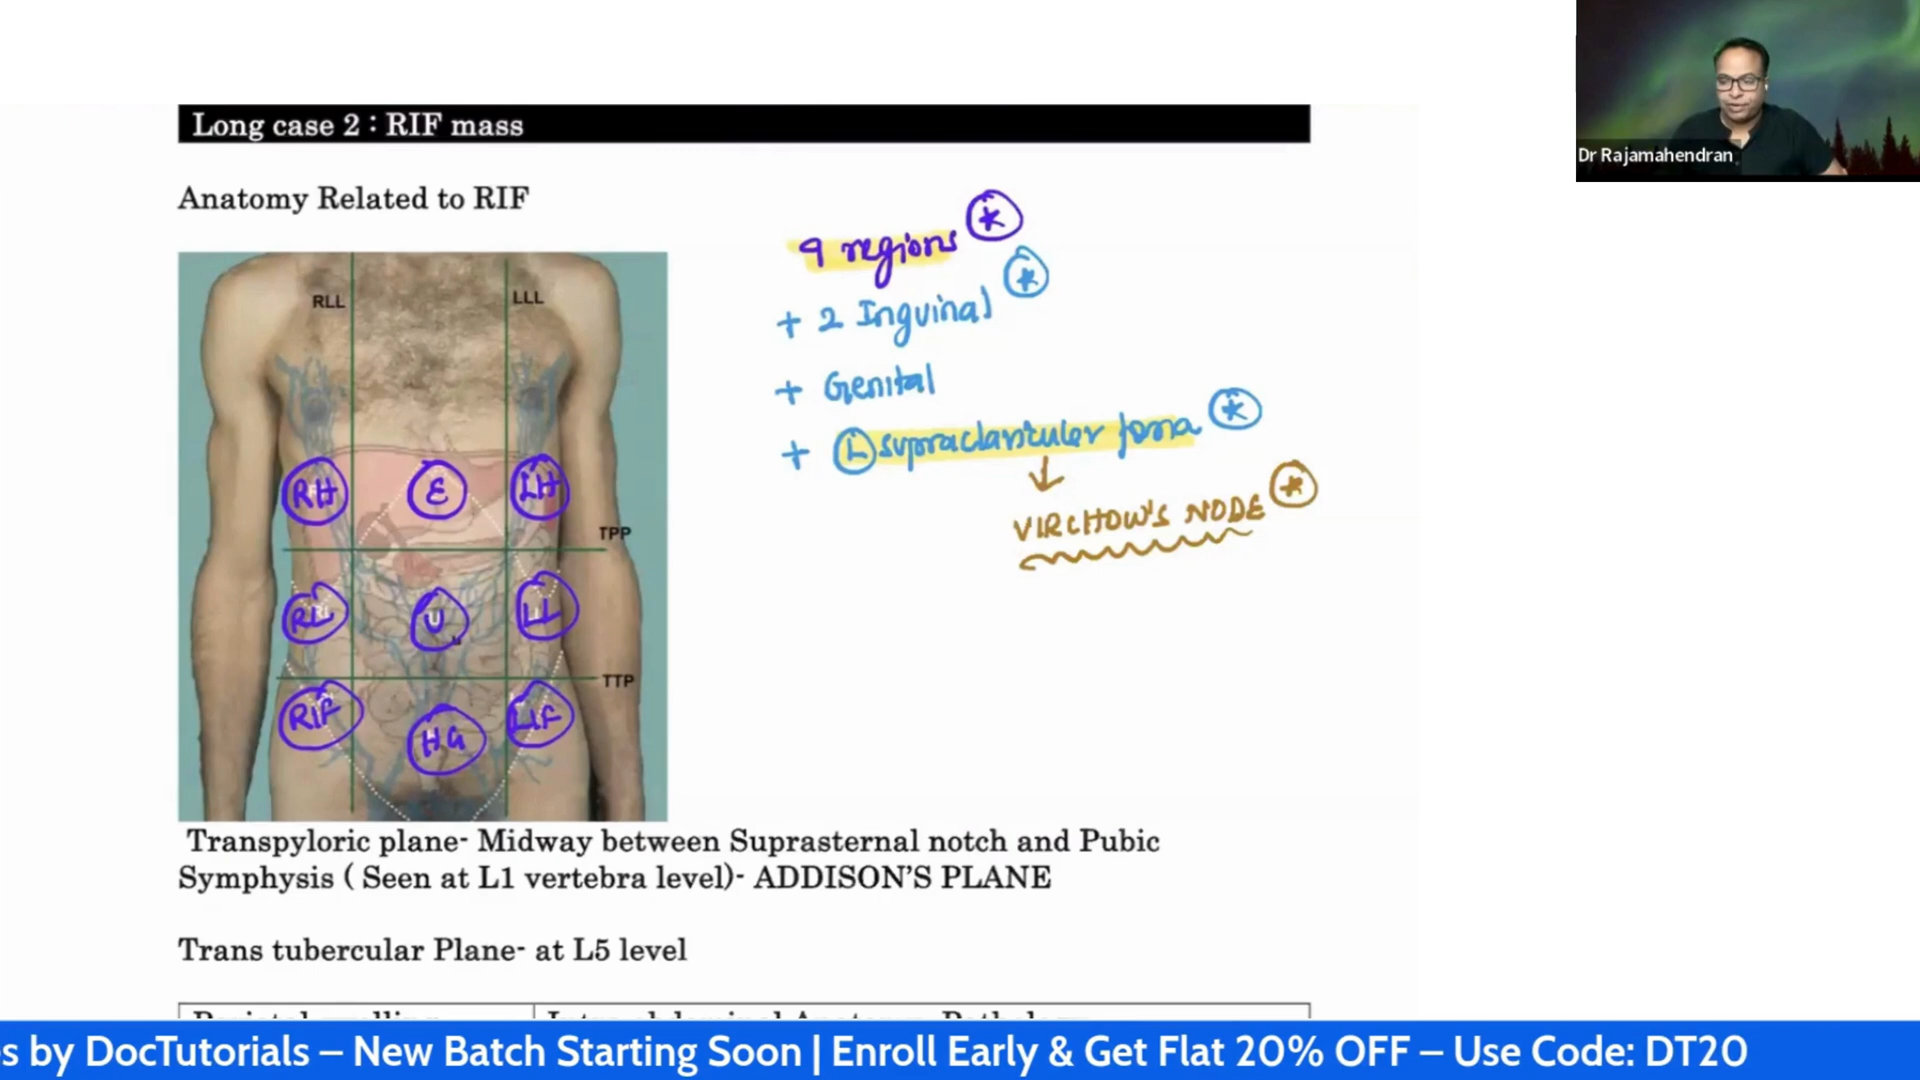 Dr Rajamahendran
Long case 2 : RIF mass
Anatomy Related to RIF
9 regions
+ 2 Inguinal
+ Genital
+ L supraclavicular fossa
VIRCHOW'S NODE
RLL
LLL
RH
E
LH
TPP
RL
U
LL
TTP
RIF
HG
LIF
Transpyloric plane- Midway between Suprasternal notch and Pubic
Symphysis ( Seen at L1 vertebra level)- ADDISON'S PLANE
Trans tubercular Plane- at L5 level
s by DocTutorials – New Batch Starting Soon | Enroll Early & Get Flat 20% OFF – Use Code: DT20